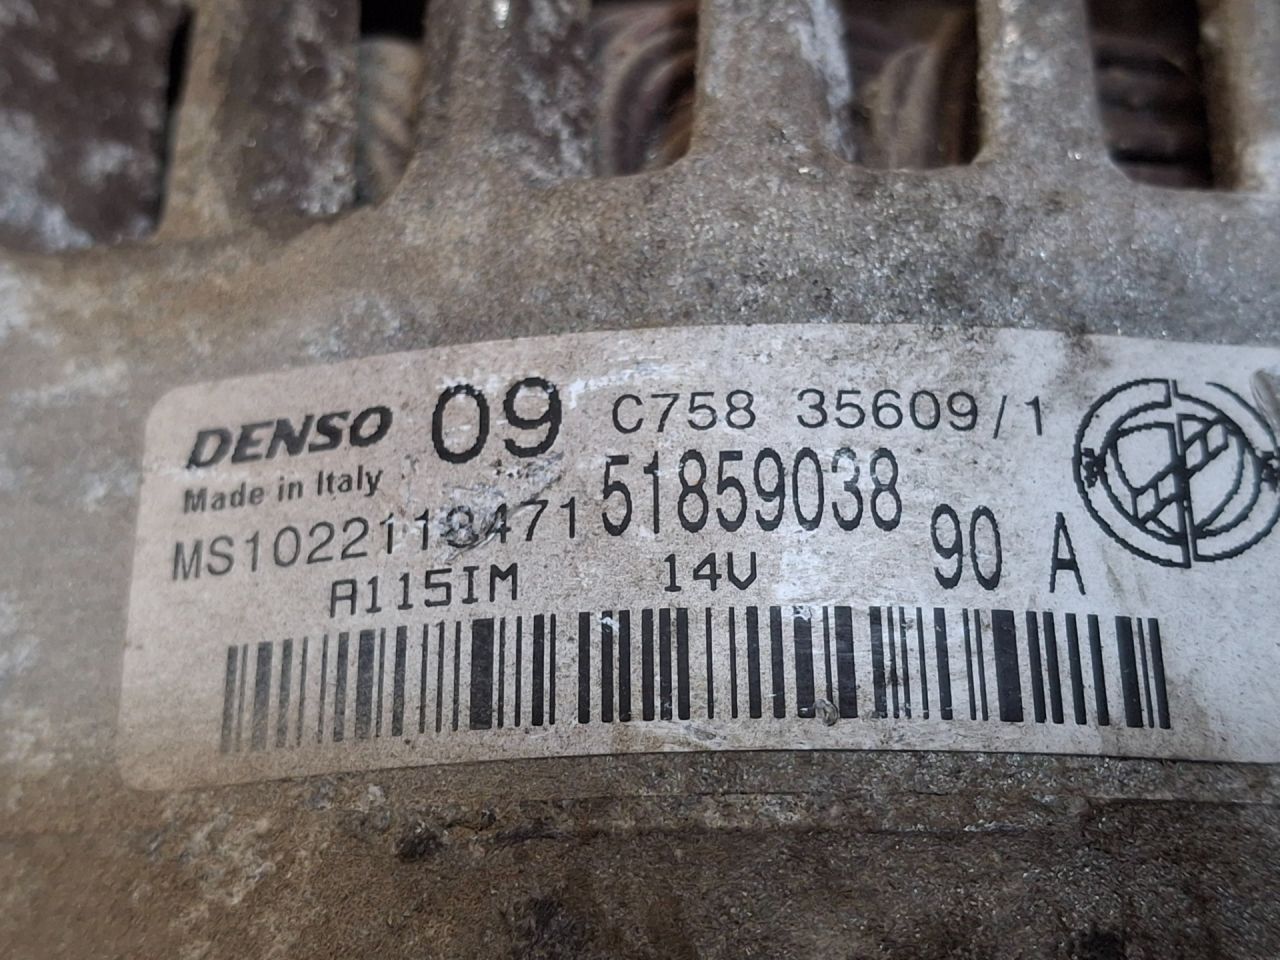 DENSO 09 C758 35609/1
Made in Italy 51859038
MS1022118471 90 A
A115IM 14V